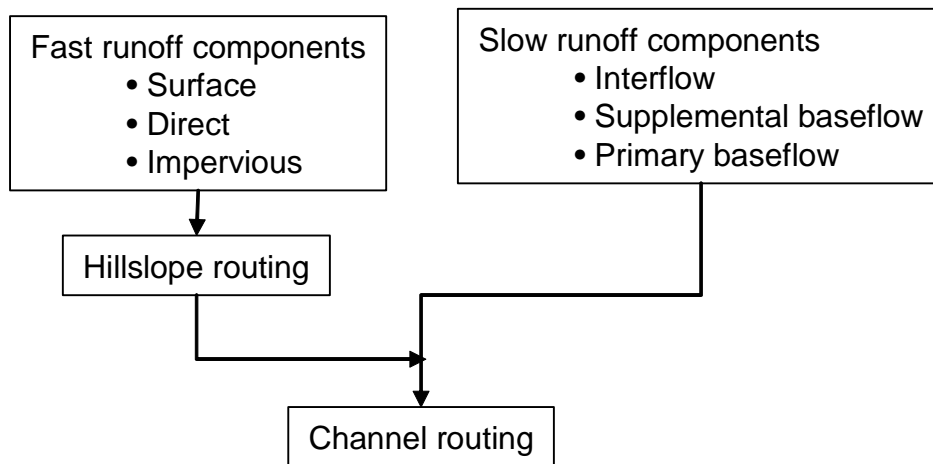 Fast runoff components
• Surface
• Direct
• Impervious
Slow runoff components
• Interflow
• Supplemental baseflow
• Primary baseflow
Hillslope routing
Channel routing